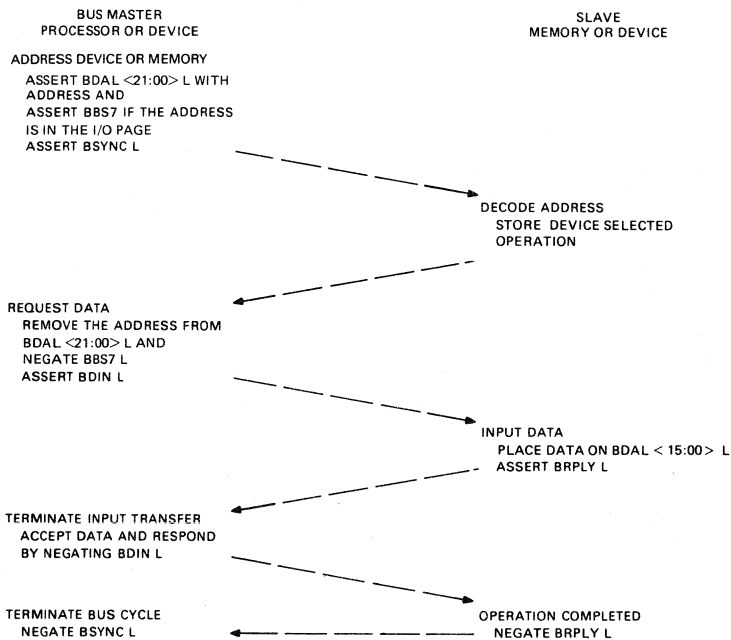 BUS MASTER
PROCESSOR OR DEVICE
SLAVE
MEMORY OR DEVICE
ADDRESS DEVICE OR MEMORY
ASSERT BDAL <21:00> L WITH
ADDRESS AND
ASSERT BBS7 IF THE ADDRESS
IS IN THE I/O PAGE
ASSERT BSYNC L
DECODE ADDRESS
STORE DEVICE SELECTED
OPERATION
REQUEST DATA
REMOVE THE ADDRESS FROM
BDAL <21:00> L AND
NEGATE BBS7 L
ASSERT BDIN L
INPUT DATA
PLACE DATA ON BDAL < 15:00> L
ASSERT BRPLY L
TERMINATE INPUT TRANSFER
ACCEPT DATA AND RESPOND
BY NEGATING BDIN L
OPERATION COMPLETED
NEGATE BRPLY L
TERMINATE BUS CYCLE
NEGATE BSYNC L